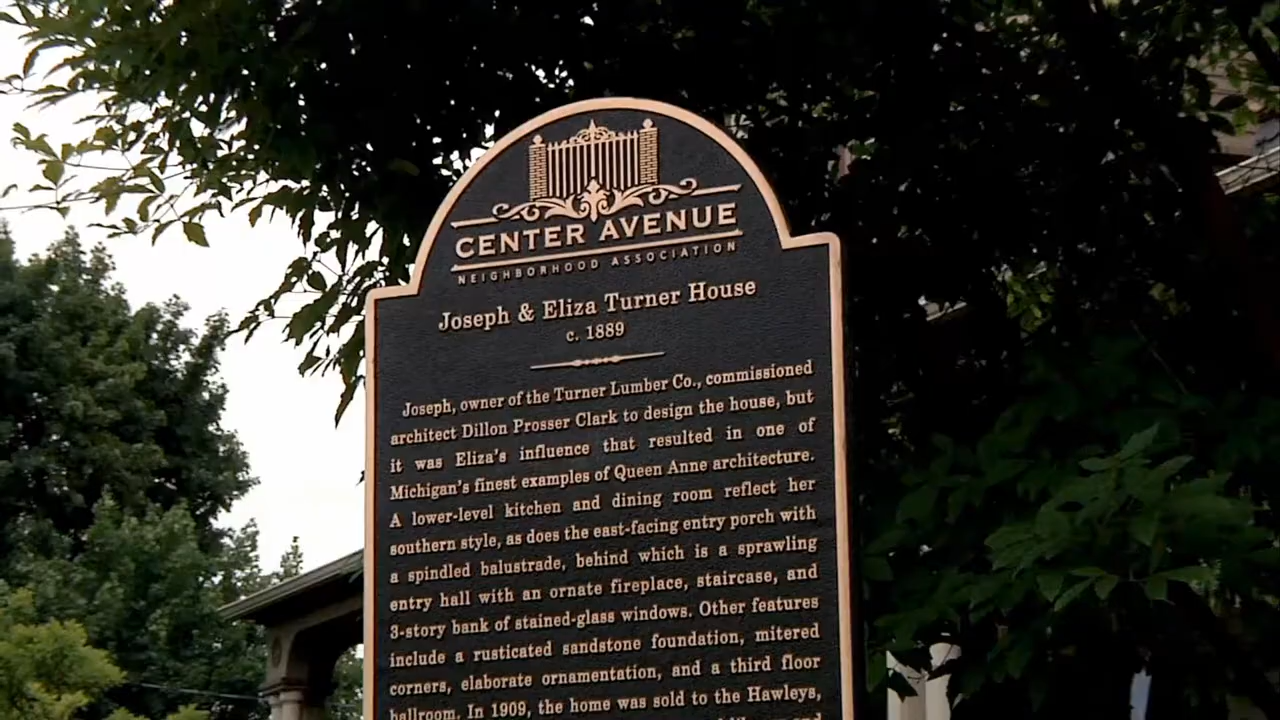 CENTER AVENUE
NEIGHBORHOOD ASSOCIATION
Joseph & Eliza Turner House
c. 1889
Joseph, owner of the Turner Lumber Co., commissioned
architect Dillon Prosser Clark to design the house, but
it was Eliza's influence that resulted in one of
Michigan's finest examples of Queen Anne architecture.
A lower-level kitchen and dining room reflect her
southern style, as does the east-facing entry porch with
a spindled balustrade, behind which is a sprawling
entry hall with an ornate fireplace, staircase, and
3-story bank of stained-glass windows. Other features
include a rusticated sandstone foundation, mitered
corners, elaborate ornamentation, and a third floor
ballroom. In 1909, the home was sold to the Hawleys,